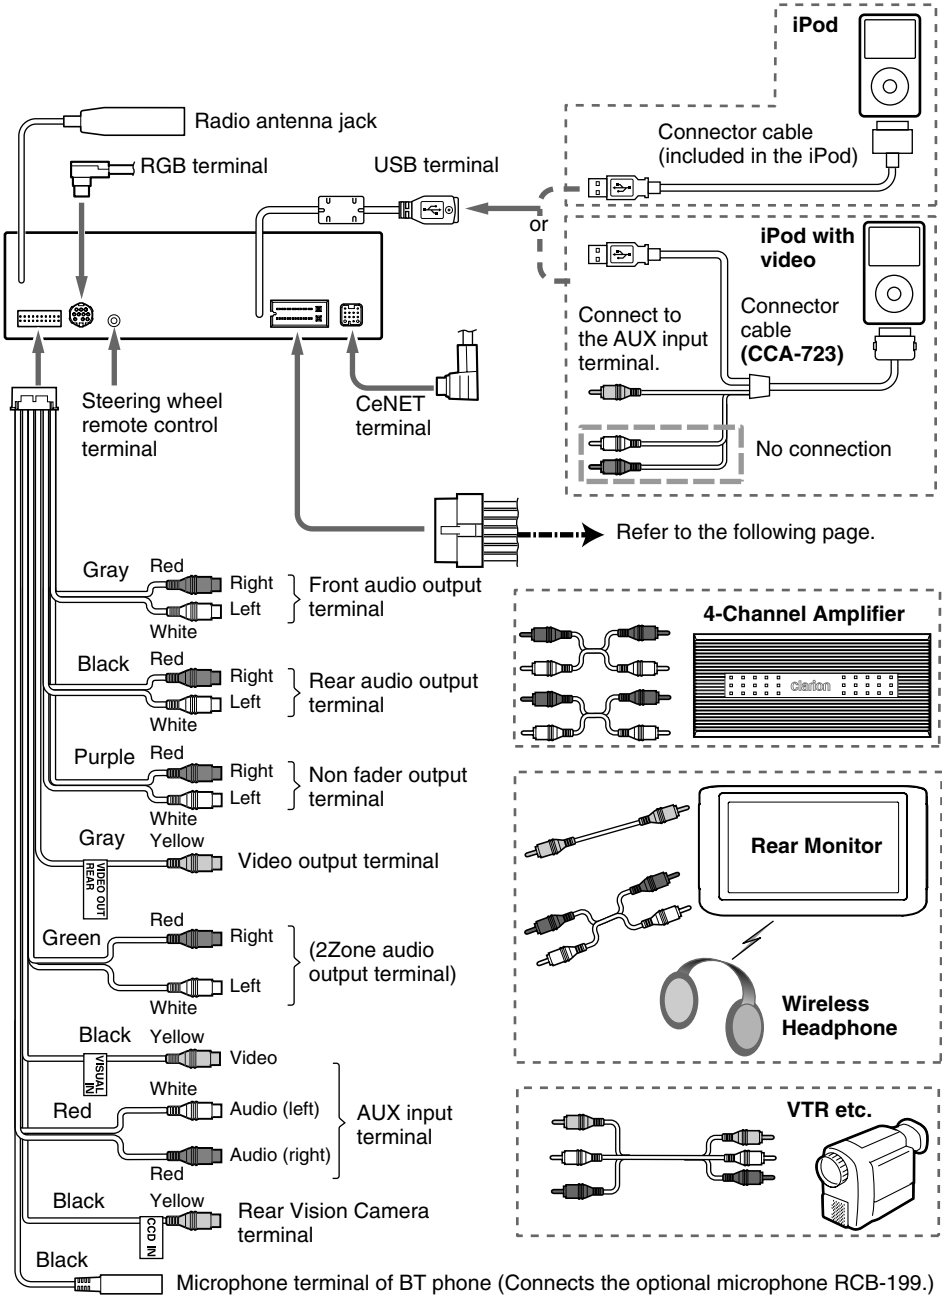 iPod
Radio antenna jack
Connector cable
(included in the iPod)
RGB terminal
USB terminal
or
iPod with
video
Connect to
the AUX input
terminal.
Connector
cable
(CCA-723)
Steering wheel
remote control
terminal
CeNET
terminal
No connection
Refer to the following page.
Gray
Red
Right
Left
White
Front audio output
terminal
4-Channel Amplifier
clarion
Black
Red
Right
Left
White
Rear audio output
terminal
Purple
Red
Right
Left
White
Non fader output
terminal
Gray
Yellow
VIDEO OUT
REAR
Video output terminal
Rear Monitor
Green
Red
Right
Left
White
(2Zone audio
output terminal)
Wireless
Headphone
Black
Yellow
VISUAL
IN
Video
Red
White
Audio (left)
Audio (right)
Red
AUX input
terminal
VTR etc.
Black
Yellow
CCD IN
Rear Vision Camera
terminal
Black
Microphone terminal of BT phone (Connects the optional microphone RCB-199.)